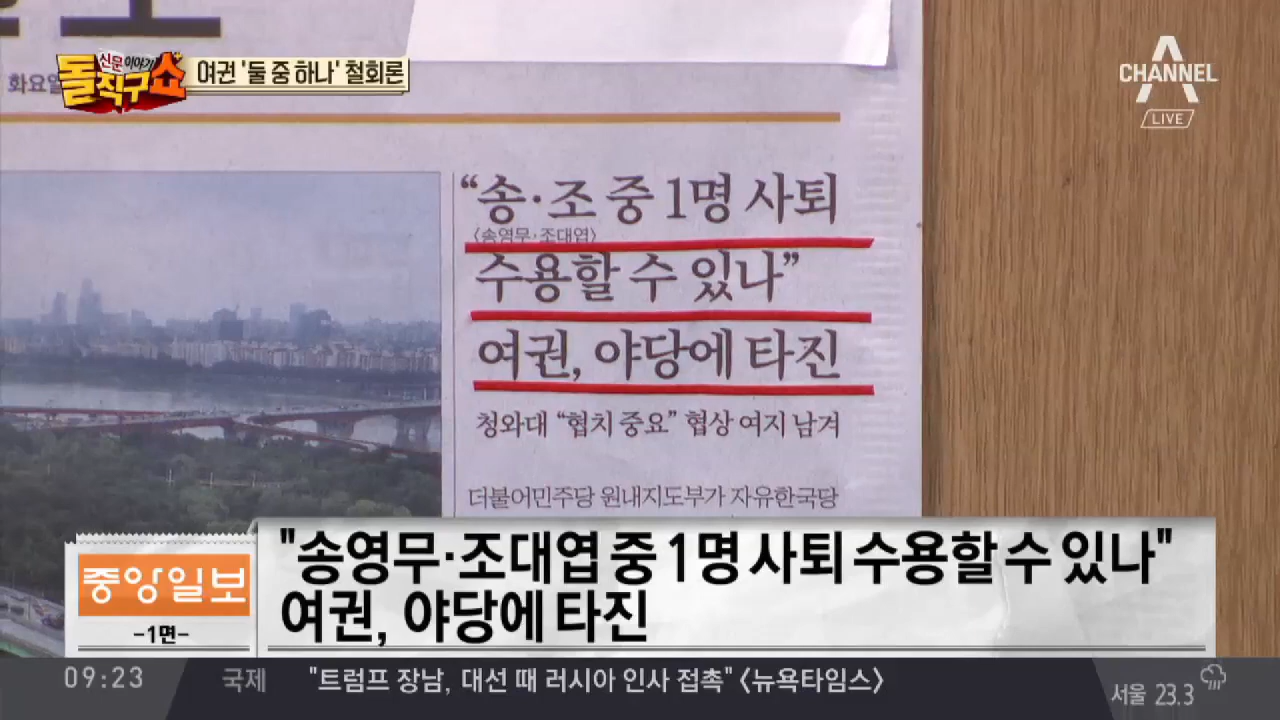 신문이야기
돌직구쇼
여권 '둘 중 하나' 철회론
CHANNEL A
LIVE
화요일
“송·조 중 1명 사퇴
〈송영무·조대엽〉
수용할 수 있나”
여권, 야당에 타진
청와대 “협치 중요” 협상 여지 남겨
더불어민주당 원내지도부가 자유한국당
중앙일보
-1면-
"송영무·조대엽 중 1명 사퇴 수용할 수 있나"
여권, 야당에 타진
09:23
국제
"트럼프 장남, 대선 때 러시아 인사 접촉" 〈뉴욕타임스〉
서울 23.3